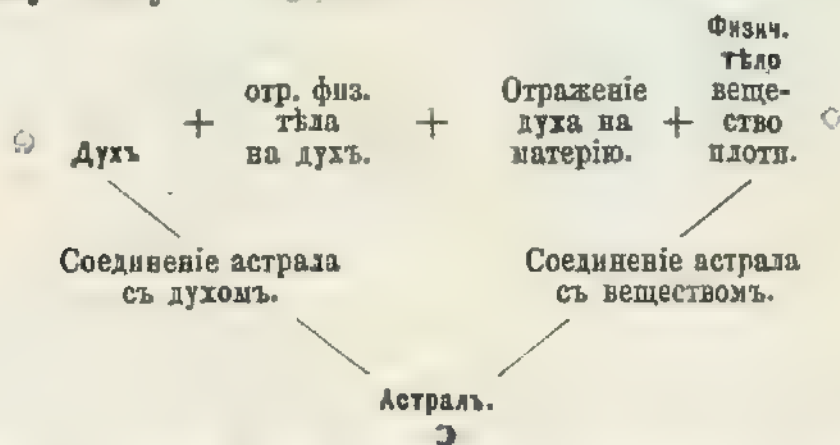 Духъ + отр. физ. тѣла на духъ. + Отраженіе духа на матерію. + Физич. тѣло веще-ство плоти.
Соединеніе астрала съ духомъ.
Соединеніе астрала съ веществомъ.
Астралъ.